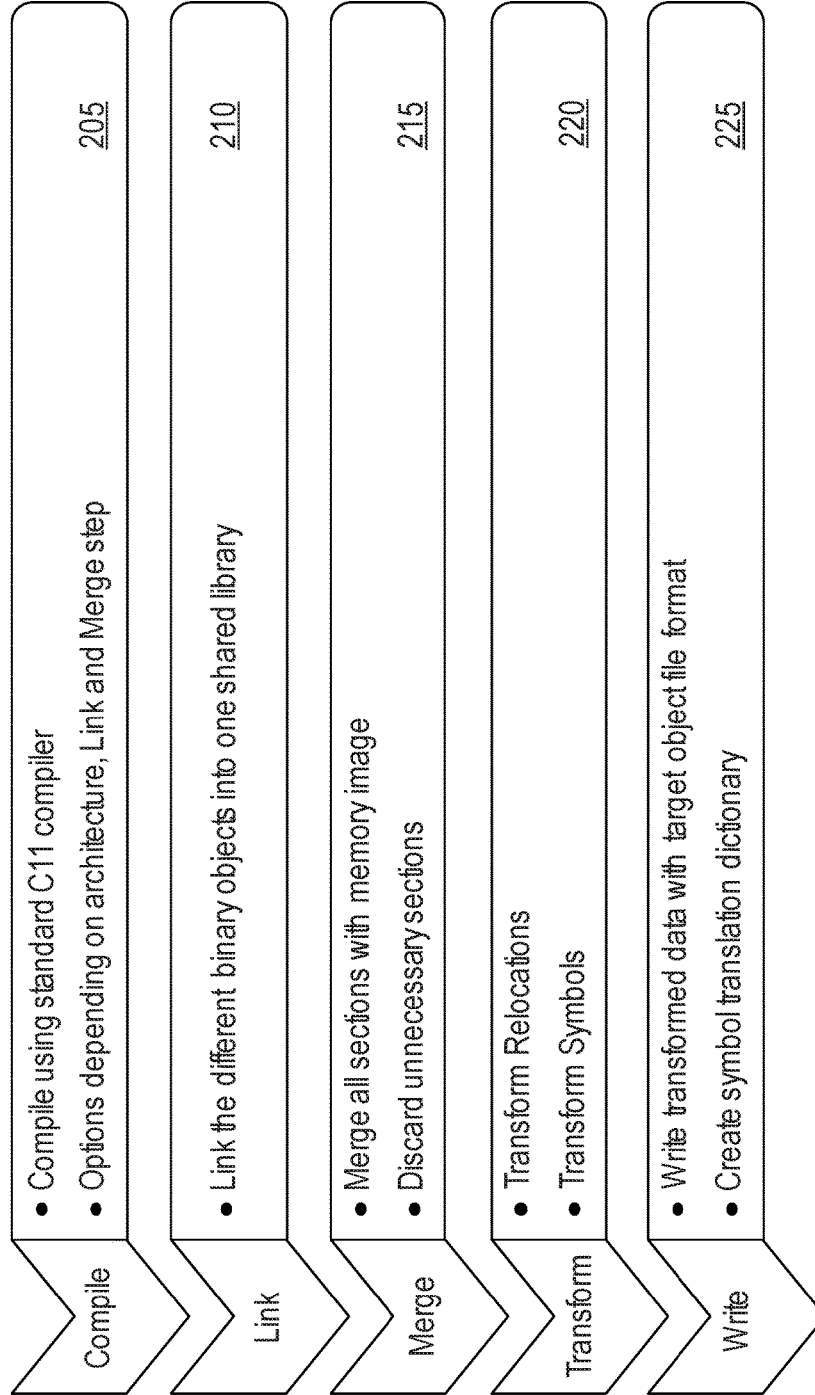 Compile
• Compile using standard C11 compiler
• Options depending on architecture, Link and Merge step
205
Link
• Link the different binary objects into one shared library
210
Merge
• Merge all sections with memory image
• Discard unnecessary sections
215
Transform
• Transform Relocations
• Transform Symbols
220
Write
• Write transformed data with target object file format
• Create symbol translation dictionary
225